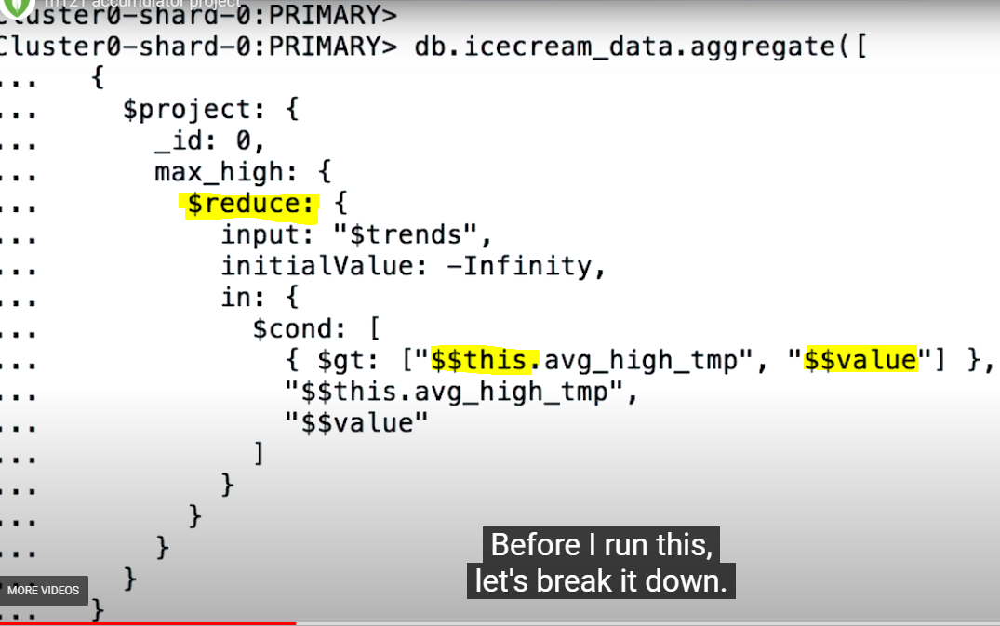 m121 accumulator project
Cluster0-shard-0:PRIMARY>
Cluster0-shard-0:PRIMARY> db.icecream_data.aggregate([
... {
... $project: {
... _id: 0,
... max_high: {
... $reduce: {
... input: "$trends",
... initialValue: -Infinity,
... in: {
... $cond: [
... { $gt: ["$$this.avg_high_tmp", "$$value"] },
... "$$this.avg_high_tmp",
... "$$value"
... ]
... }
... }
... }
... }
... }
Before I run this,
let's break it down.
MORE VIDEOS